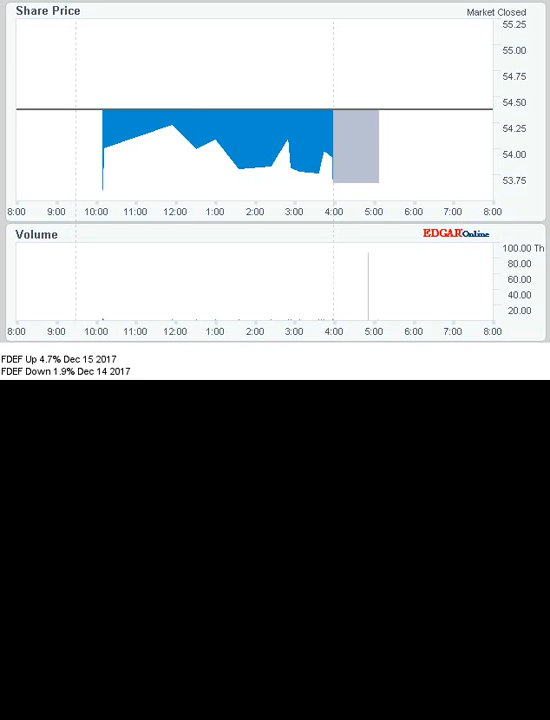 Share Price
Market Closed
55.25
55.00
54.75
54.50
54.25
54.00
53.75
8:00 9:00 10:00 11:00 12:00 1:00 2:00 3:00 4:00 5:00 6:00 7:00 8:00
Volume
EDGAR Online
100.00 Th
80.00
60.00
40.00
20.00
8:00 9:00 10:00 11:00 12:00 1:00 2:00 3:00 4:00 5:00 6:00 7:00 8:00
FDEF Up 4.7% Dec 15 2017
FDEF Down 1.9% Dec 14 2017